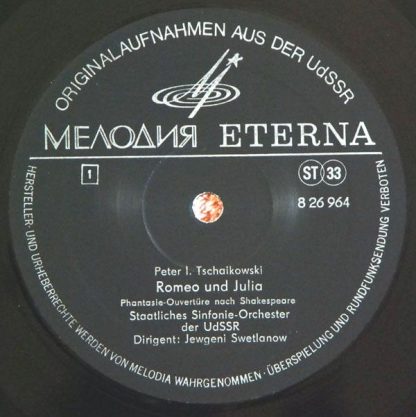 ORIGINALAUFNAHMEN AUS DER UdSSR
МЕЛОДИЯ ETERNA
1
ST 33
8 26 964
Peter I. Tschaikowski
Romeo und Julia
Phantasie-Ouvertüre nach Shakespeare
Staatliches Sinfonie-Orchester
der UdSSR
Dirigent: Jewgeni Swetlanow
HERSTELLER- UND URHEBERRECHTE WERDEN VON MELODIA WAHRGENOMMEN · ÜBERSPIELUNG UND RUNDFUNKSENDUNG VERBOTEN